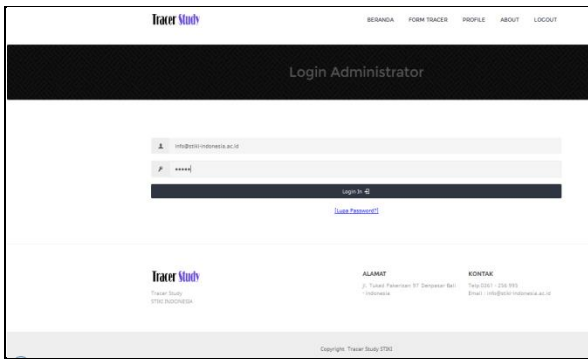 Tracer Study
BERANDA FORM TRACER PROFILE ABOUT LOGOUT
Login Administrator
info@stiki-indonesia.ac.id
*****
Login In
[Lupa Password?]
Tracer Study
Tracer Study
STIKI INDONESIA
ALAMAT
Jl. Tukad Pakerisan 97 Denpasar Bali
- Indonesia
KONTAK
Telp 0361 - 256 995
Email : info@stiki-indonesia.ac.id
Copyright Tracer Study STIKI